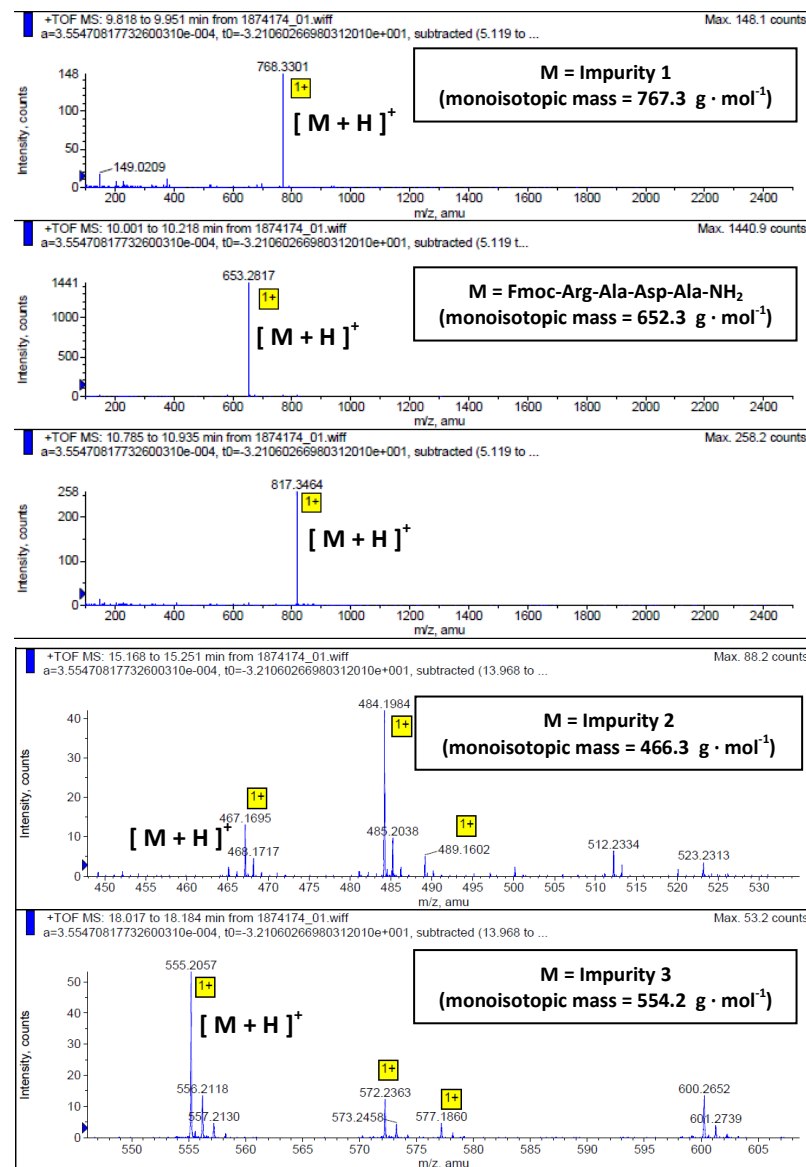 +TOF MS: 9.818 to 9.951 min from 1874174_01.wiff
Max. 148.1 counts
a=3.55470817732600310e-004, t0=-3.21060266980312010e+001, subtracted (5.119 to ...
768.3301
148
1+
M = Impurity 1
(monoisotopic mass = 767.3 g · mol⁻¹)
100
[ M + H ]⁺
50
149.0209
0
Intensity, counts
200 400 600 800 1000 1200 1400 1600 1800 2000 2200 2400
m/z, amu
+TOF MS: 10.001 to 10.218 min from 1874174_01.wiff
Max. 1440.9 counts
a=3.55470817732600310e-004, t0=-3.21060266980312010e+001, subtracted (5.119 t...
653.2817
1441
1+
M = Fmoc-Arg-Ala-Asp-Ala-NH₂
(monoisotopic mass = 652.3 g · mol⁻¹)
1000
[ M + H ]⁺
500
0
Intensity, counts
200 400 600 800 1000 1200 1400 1600 1800 2000 2200 2400
m/z, amu
+TOF MS: 10.785 to 10.935 min from 1874174_01.wiff
Max. 258.2 counts
a=3.55470817732600310e-004, t0=-3.21060266980312010e+001, subtracted (5.119 to ...
817.3464
258
1+
200
[ M + H ]⁺
100
0
Intensity, counts
200 400 600 800 1000 1200 1400 1600 1800 2000 2200 2400
m/z, amu
+TOF MS: 15.168 to 15.251 min from 1874174_01.wiff
Max. 88.2 counts
a=3.55470817732600310e-004, t0=-3.21060266980312010e+001, subtracted (13.968 to ...
484.1984
40
1+
M = Impurity 2
(monoisotopic mass = 466.3 g · mol⁻¹)
30
20
1+
467.1695
[ M + H ]⁺
468.1717
485.2038
1+
489.1602
512.2334
523.2313
10
0
Intensity, counts
450 455 460 465 470 475 480 485 490 495 500 505 510 515 520 525 530
m/z, amu
+TOF MS: 18.017 to 18.184 min from 1874174_01.wiff
Max. 53.2 counts
a=3.55470817732600310e-004, t0=-3.21060266980312010e+001, subtracted (13.968 to ...
555.2057
50
1+
M = Impurity 3
(monoisotopic mass = 554.2 g · mol⁻¹)
[ M + H ]⁺
40
30
20
1+
1+
556.2118
572.2363
600.2652
557.2130
573.2458
577.1860
601.2739
10
0
Intensity, counts
550 555 560 565 570 575 580 585 590 595 600 605
m/z, amu